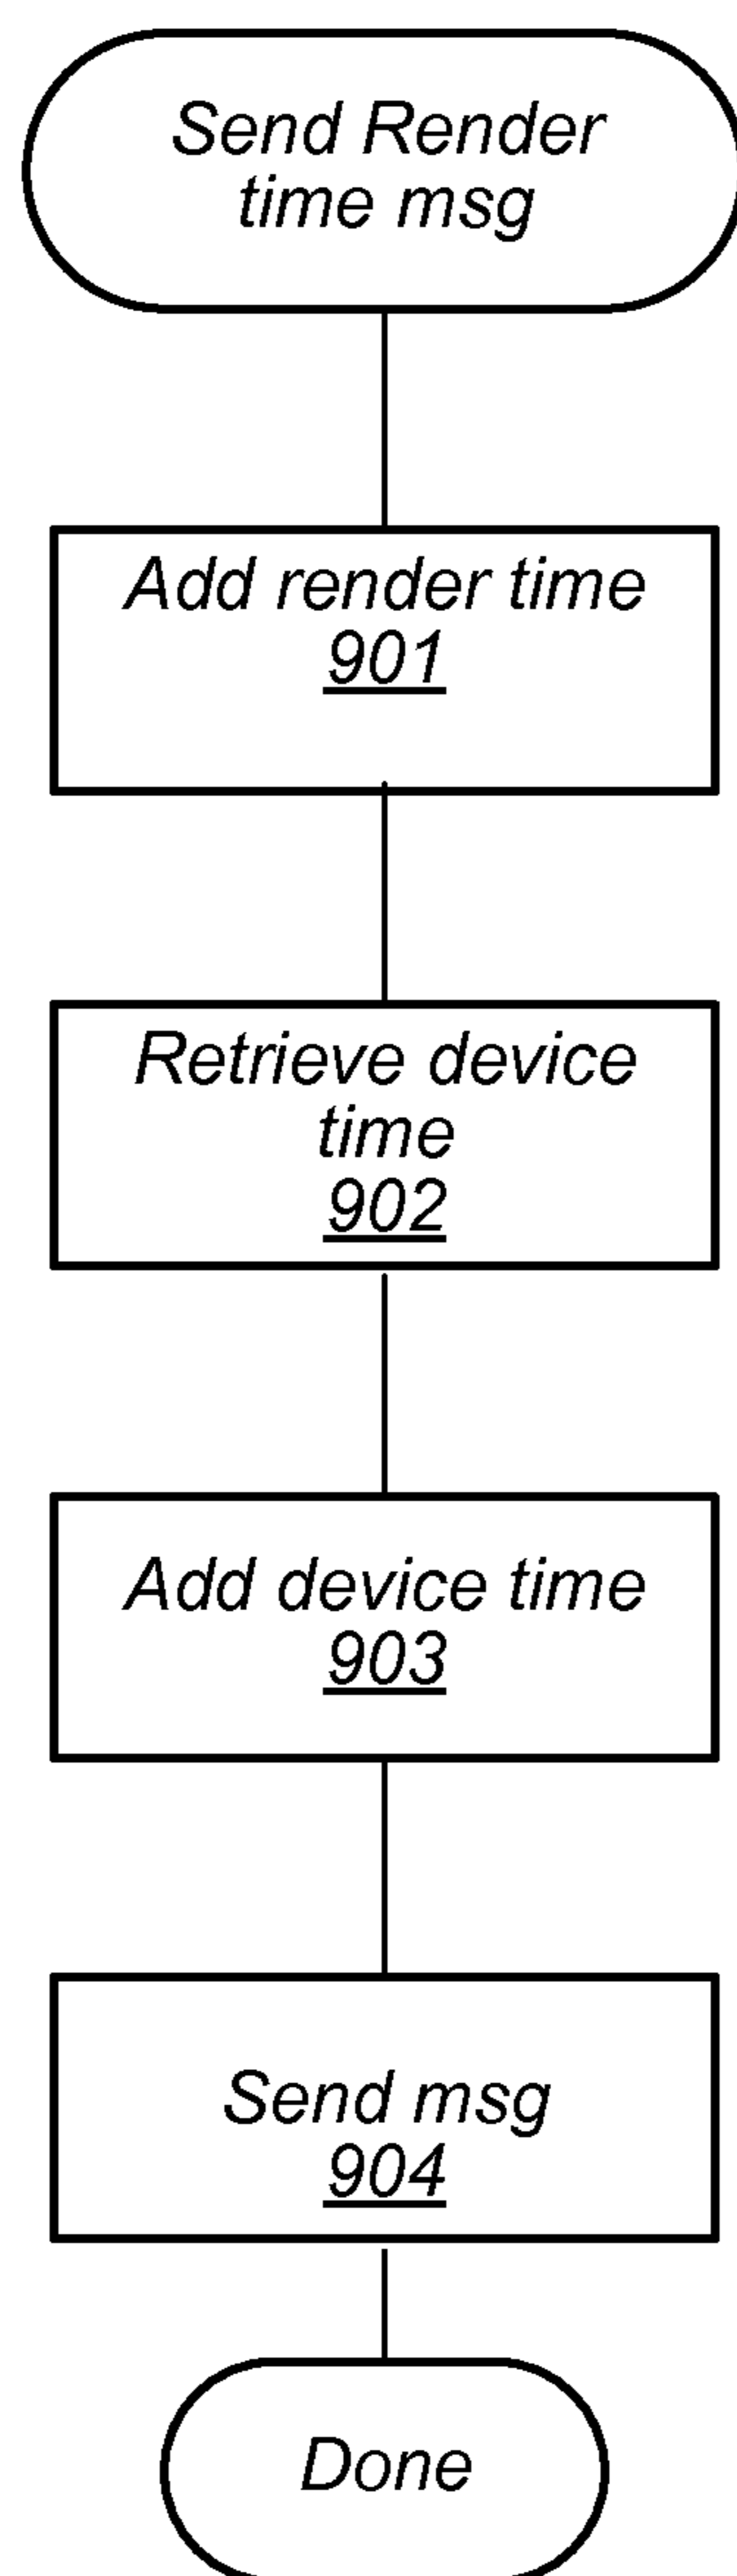 Send Render
time msg
Add render time
901
Retrieve device
time
902
Add device time
903
Send msg
904
Done